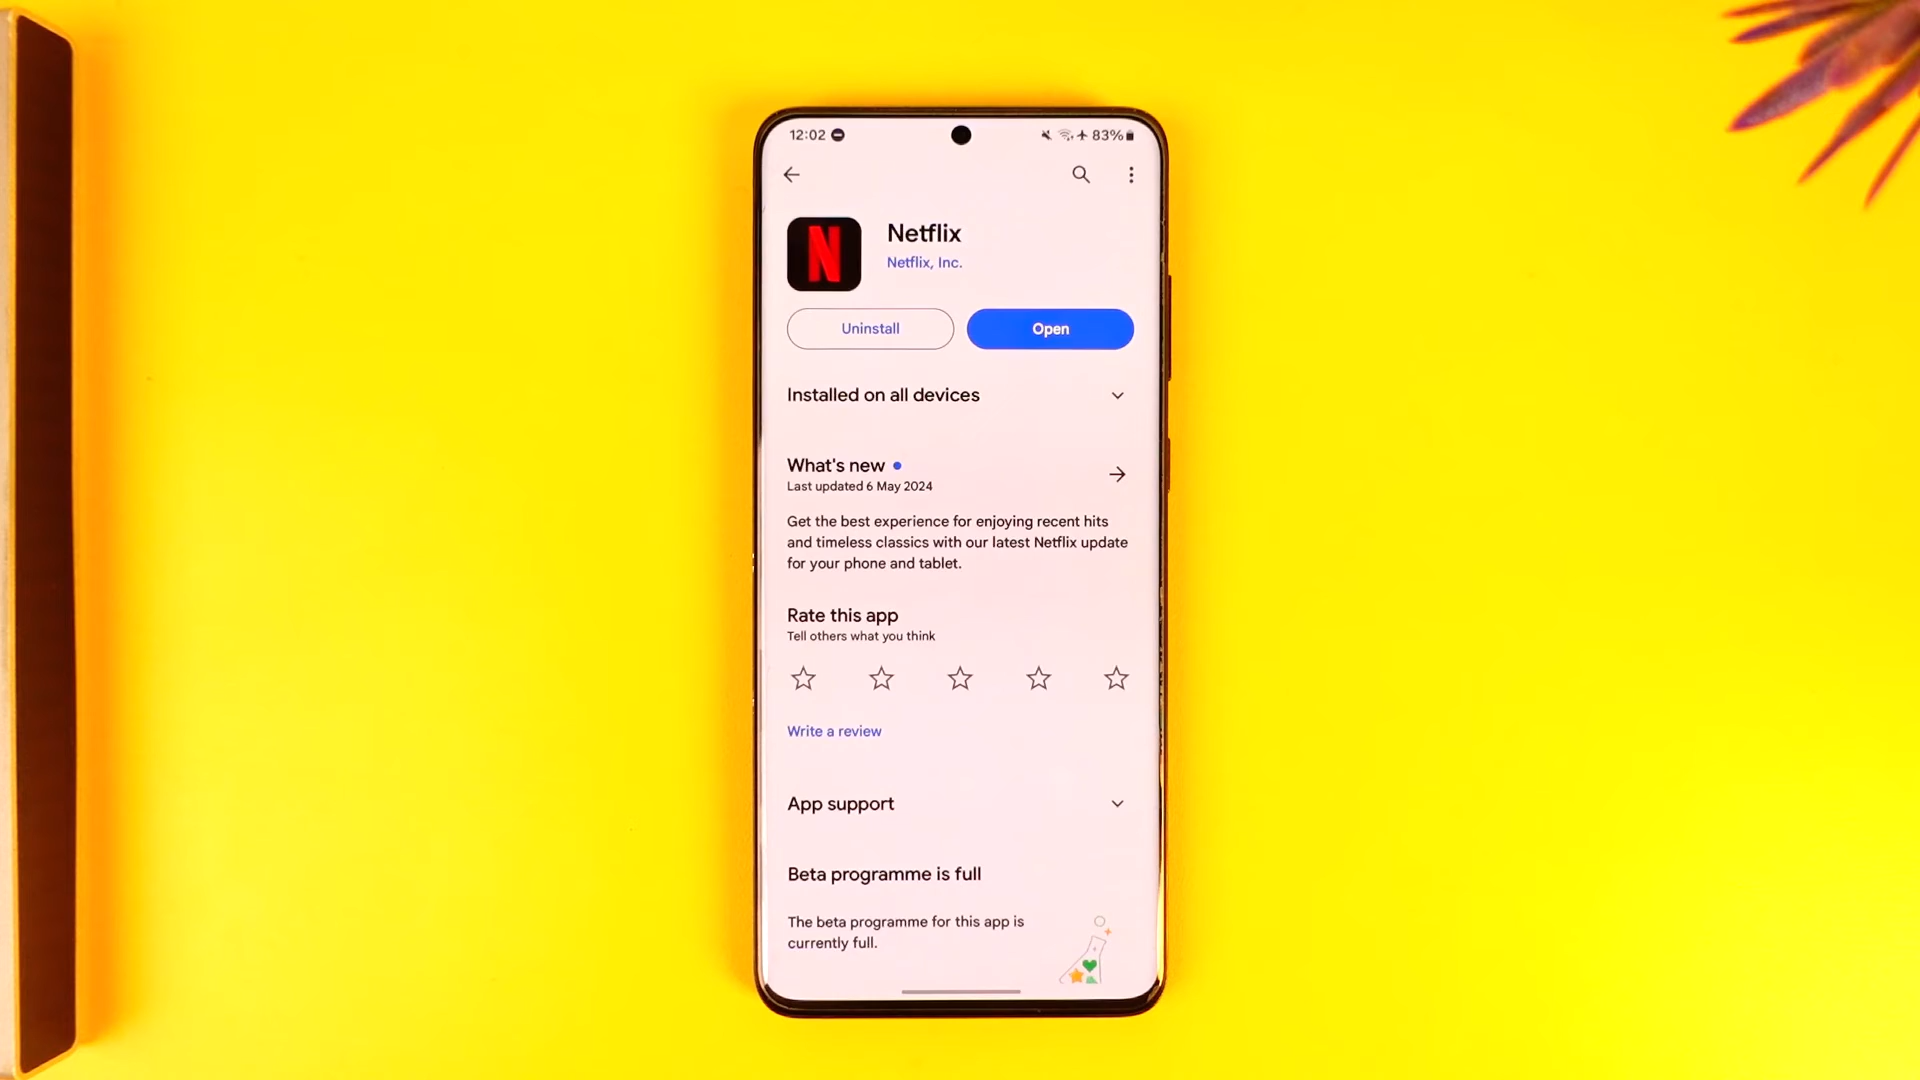 12:02
83%
Netflix
Netflix, Inc.
Uninstall
Open
Installed on all devices
What's new
Last updated 6 May 2024
Get the best experience for enjoying recent hits
and timeless classics with our latest Netflix update
for your phone and tablet.
Rate this app
Tell others what you think
Write a review
App support
Beta programme is full
The beta programme for this app is
currently full.